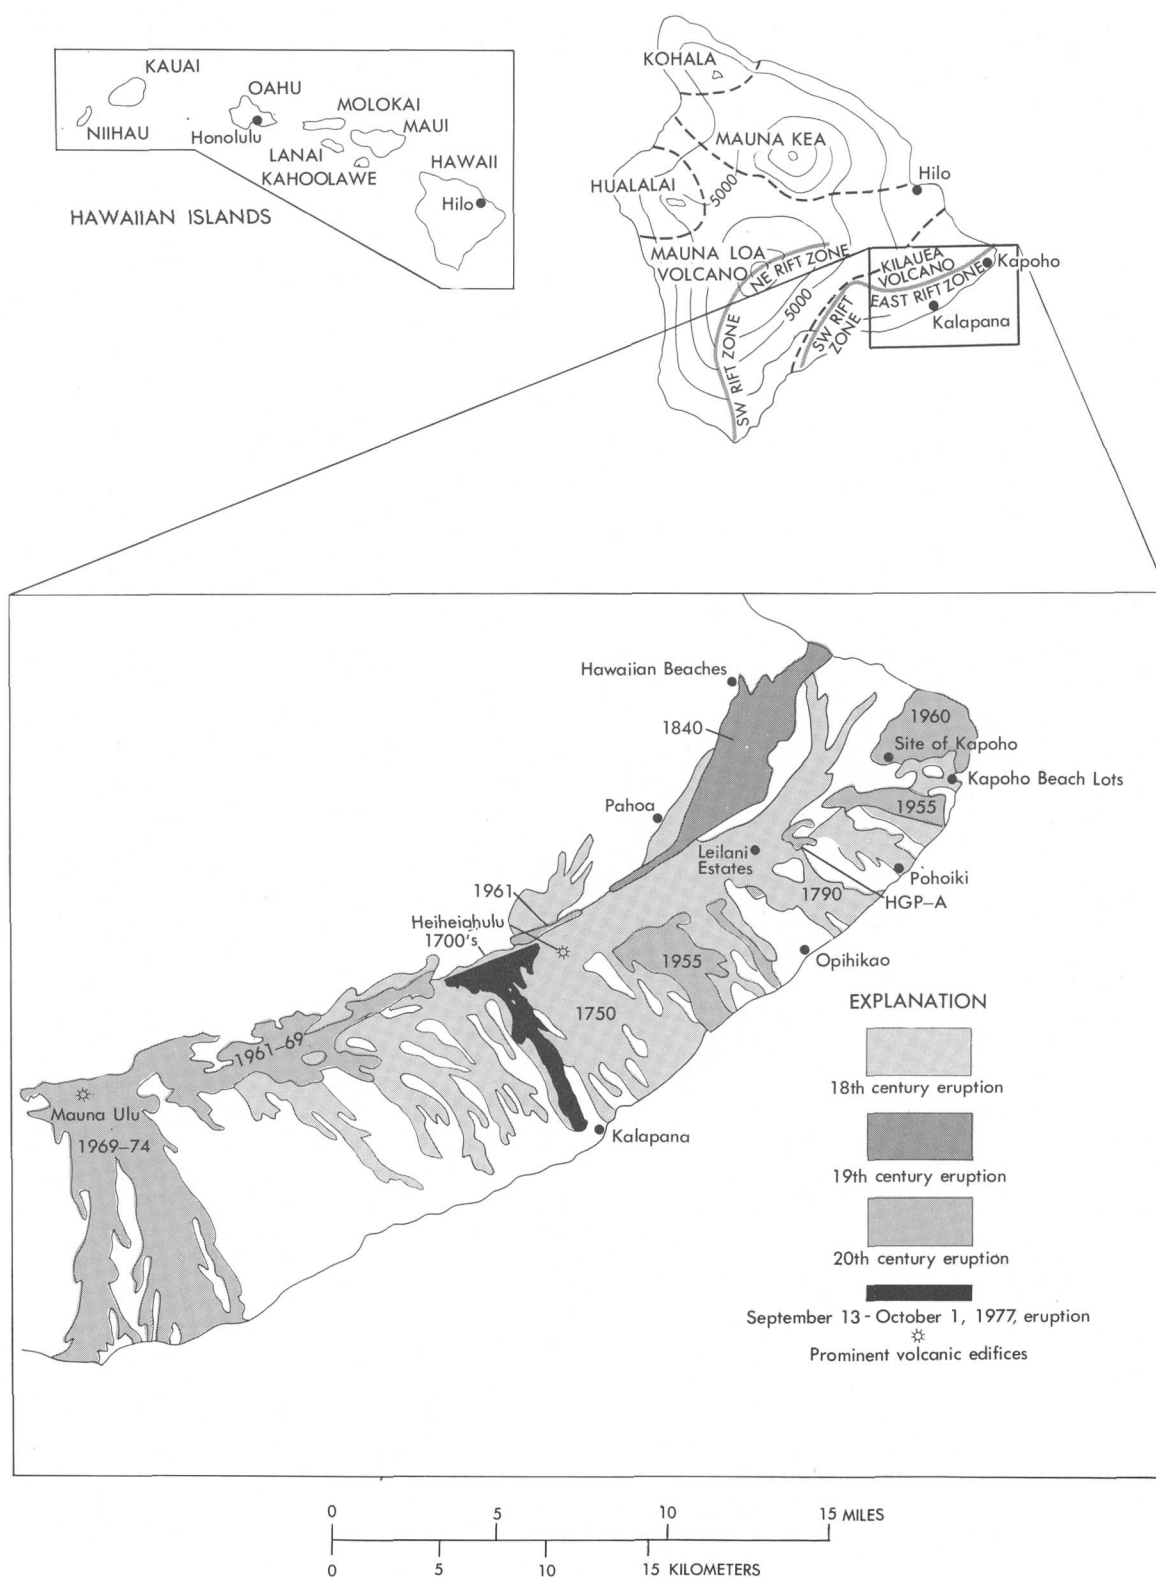 KAUAI
OAHU
MOLOKAI
MAUI
NIIHAU
Honolulu
LANAI
KAHOOLAWE
HAWAII
Hilo
HAWAIIAN ISLANDS
KOHALA
MAUNA KEA
HUALALAI
5000
Hilo
MAUNA LOA
VOLCANO
NE RIFT ZONE
KILAUEA
VOLCANO
Kapoho
EAST RIFT ZONE
5000
SW RIFT
ZONE
Kalapana
SW RIFT ZONE
Hawaiian Beaches
1840
1960
Site of Kapoho
Kapoho Beach Lots
Pahoa
1955
Leilani
Estates
Pohoiki
1790
HGP–A
1961
Heiheiahulu
1700's
1955
Opihikao
1750
1961–69
Mauna Ulu
1969–74
Kalapana
EXPLANATION
18th century eruption
19th century eruption
20th century eruption
September 13 - October 1, 1977, eruption
Prominent volcanic edifices
0 5 10 15 MILES
0 5 10 15 KILOMETERS